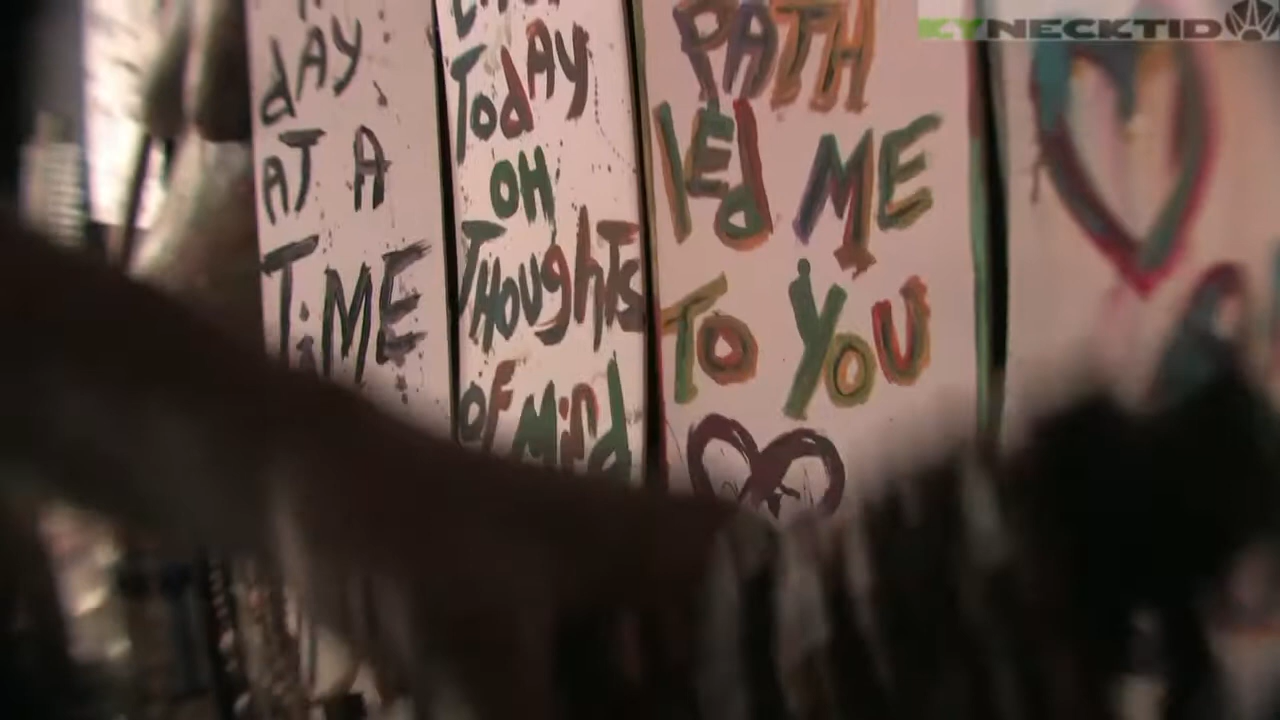 dAY
AT A
TiME
TodAY
OH
THOUghTS
OF Mind
PATH
lEd ME
TO YOU
KYNECKTID